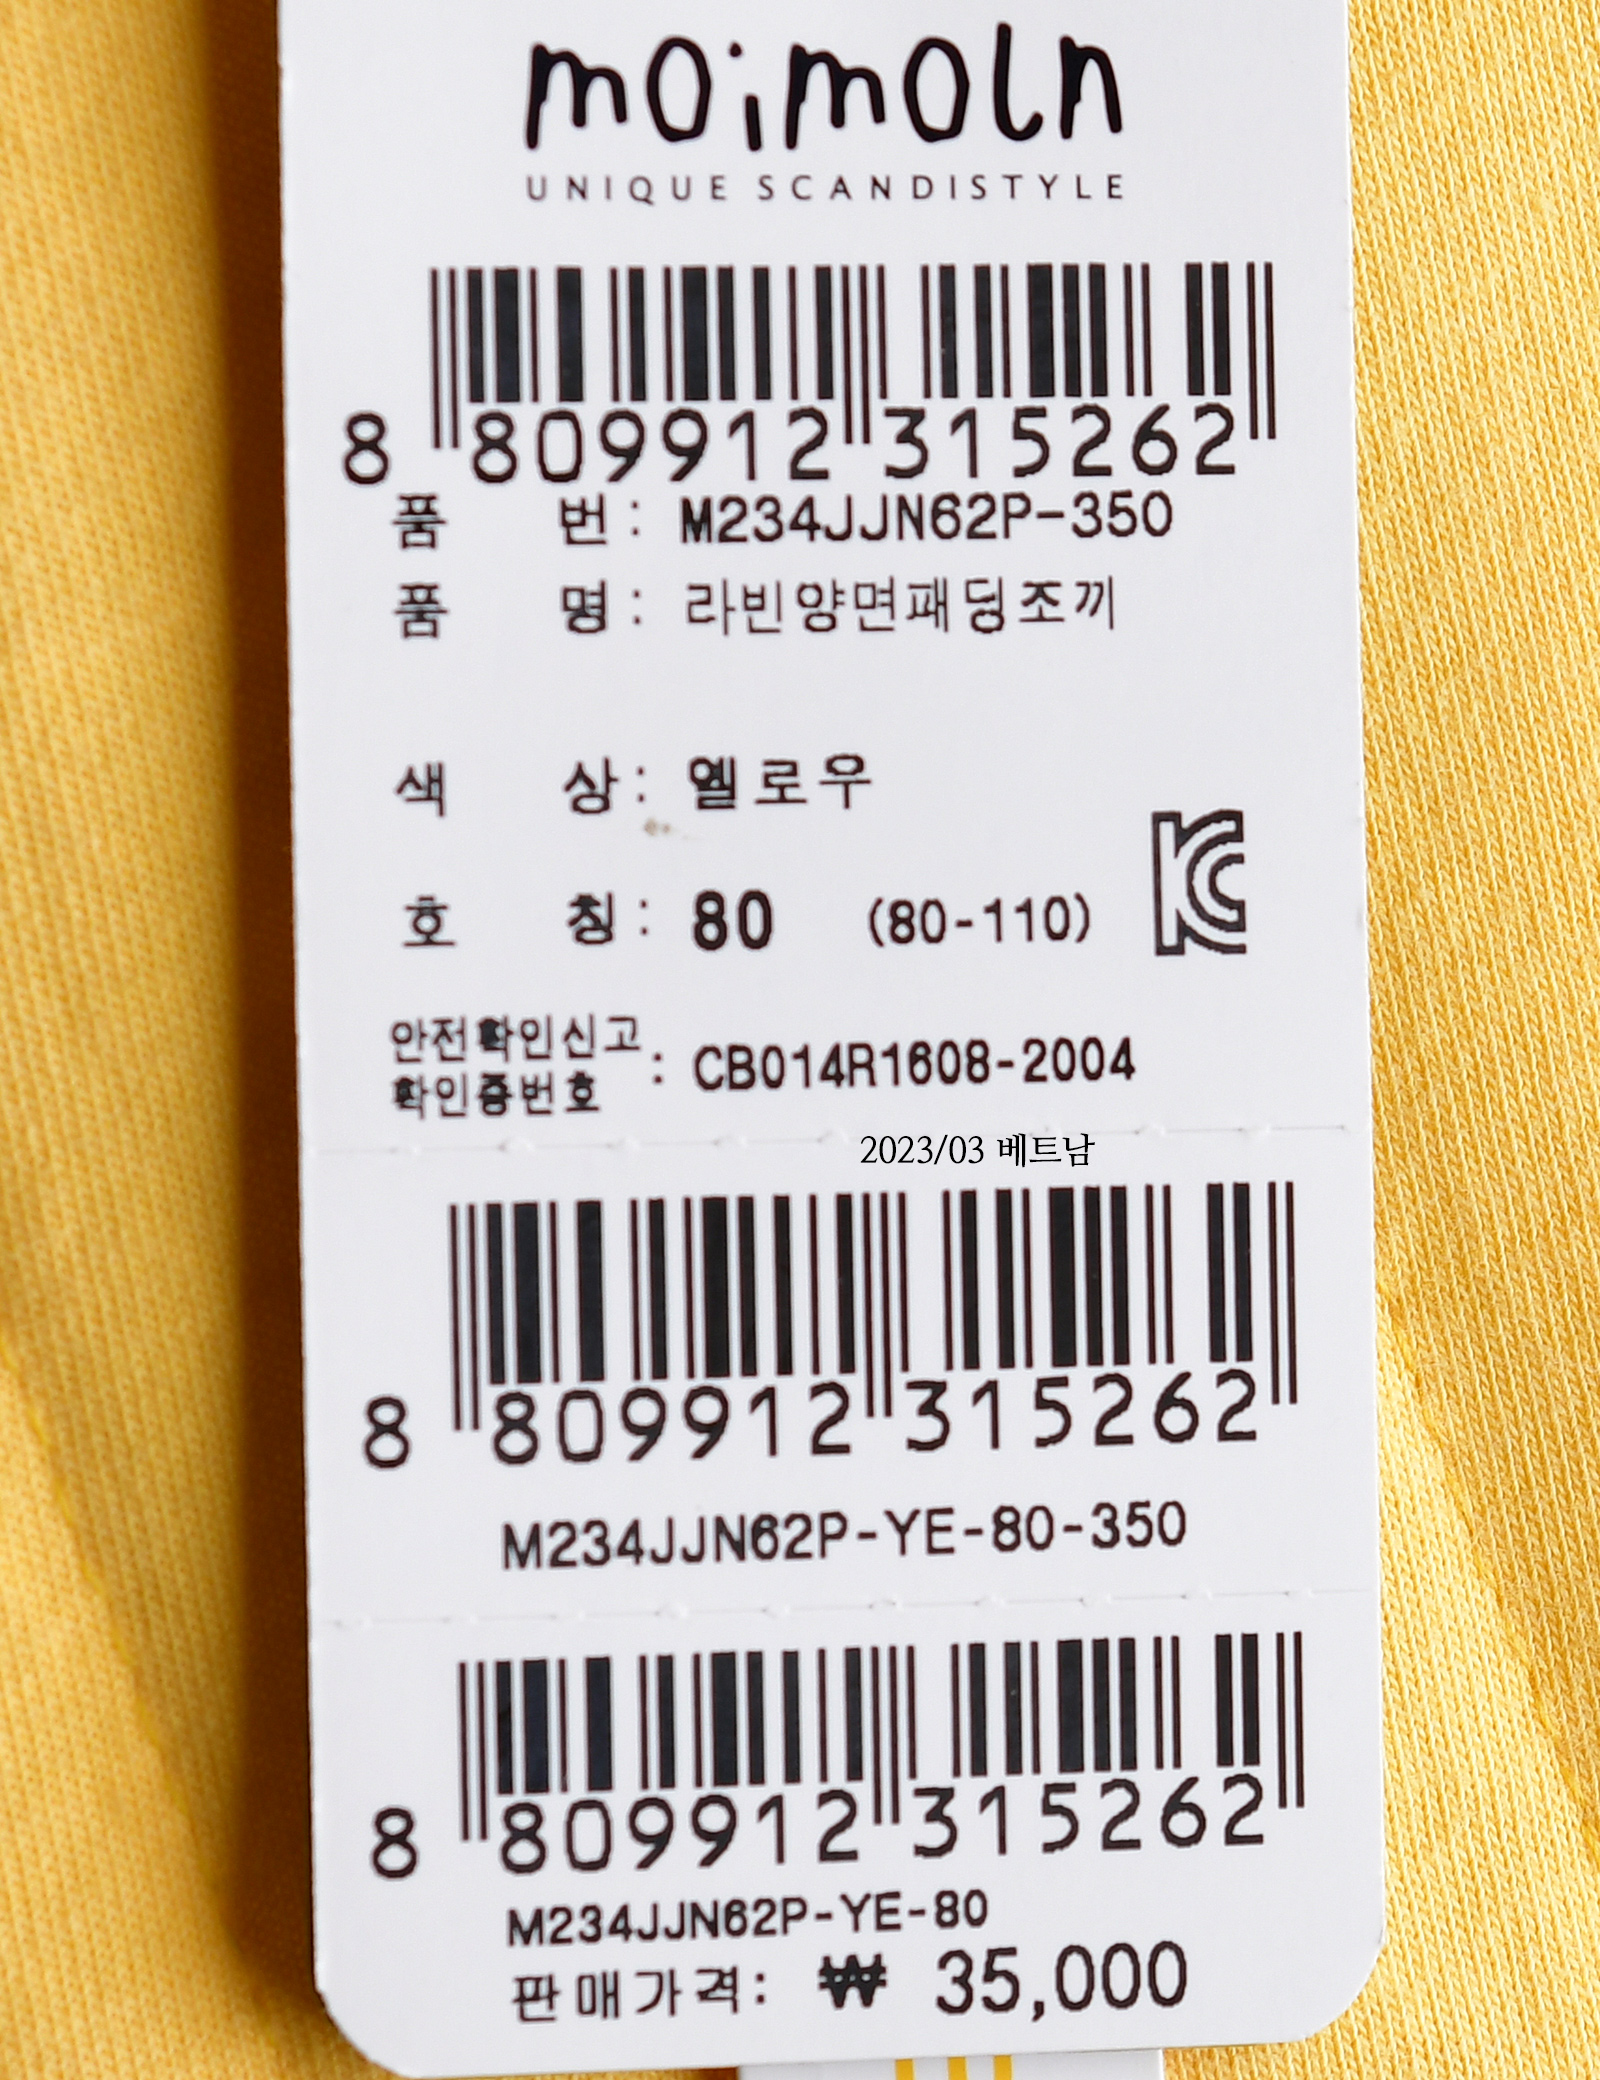 moimoln
UNIQUE SCANDISTYLE
8 809912 315262
품 번: M234JJN62P-350
품 명: 라빈양면패딩조끼
색 상: 옐로우
호 칭: 80 (80-110)
안전확인신고
확인증번호 : CB014R1608-2004
2023/03 베트남
8 809912 315262
M234JJN62P-YE-80-350
8 809912 315262
M234JJN62P-YE-80
판매가격: ₩ 35,000